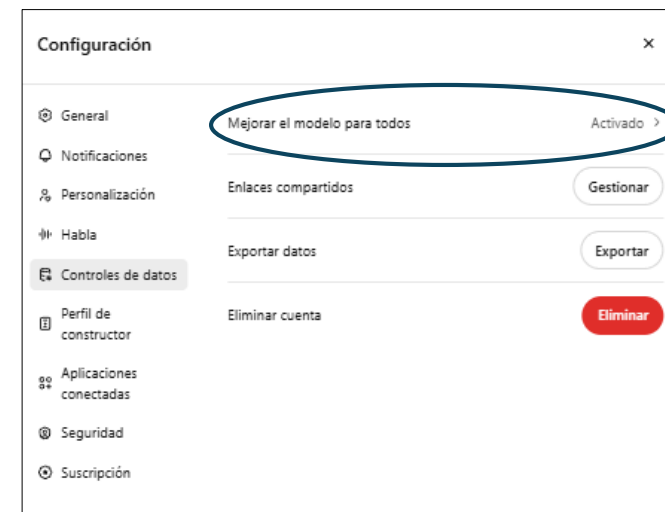 Configuración
General
Notificaciones
Personalización
Habla
Controles de datos
Perfil de
constructor
Aplicaciones
conectadas
Seguridad
Suscripción
Mejorar el modelo para todos Activado
Enlaces compartidos Gestionar
Exportar datos Exportar
Eliminar cuenta Eliminar